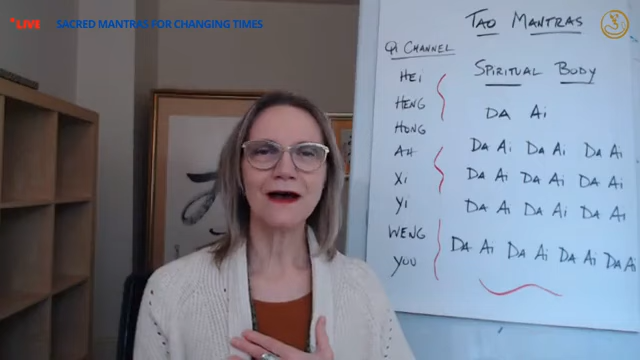 LIVE SACRED MANTRAS FOR CHANGING TIMES
TAO MANTRAS
QI CHANNEL
HEI
HENG
HONG
AH
XI
YI
WENG
YOU
SPIRITUAL BODY
DA Ai
DA Ai DA Ai DA Ai
DA Ai DA Ai DA Ai
DA Ai DA Ai DA Ai
DA Ai DA Ai DA Ai DA Ai